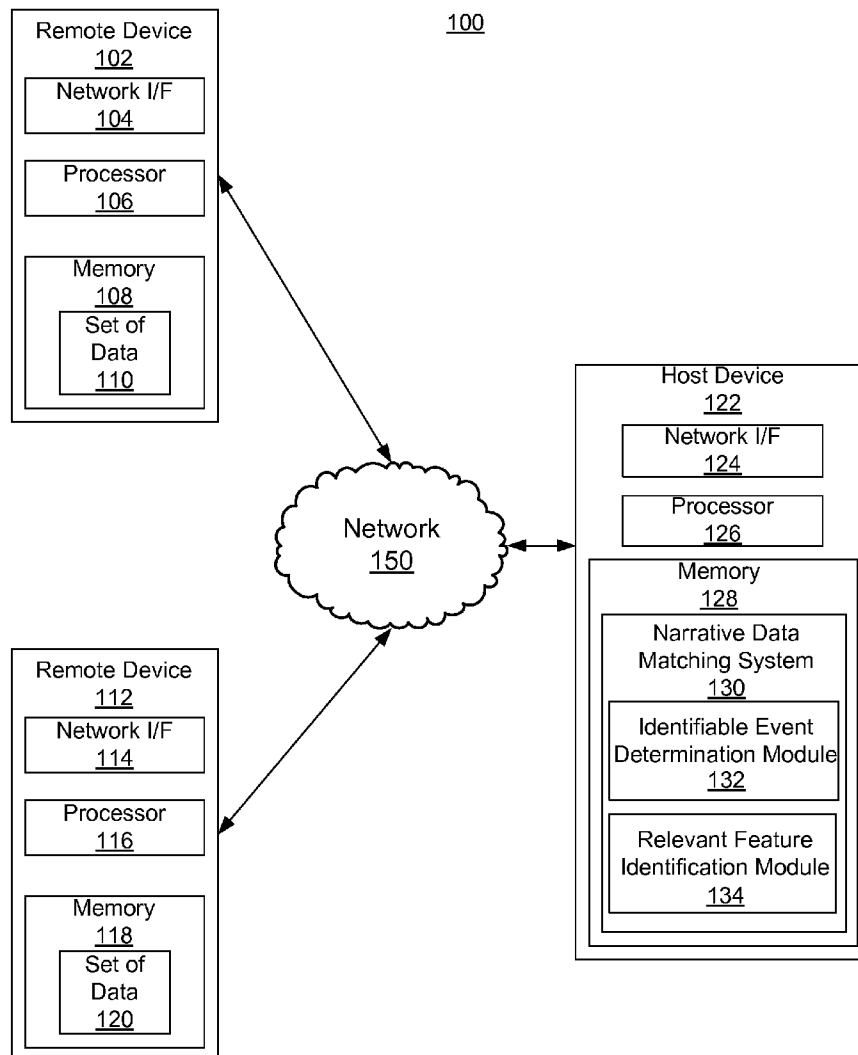 100
Remote Device
102
Network I/F
104
Processor
106
Memory
108
Set of
Data
110
Network
150
Host Device
122
Network I/F
124
Processor
126
Memory
128
Narrative Data
Matching System
130
Identifiable Event
Determination Module
132
Relevant Feature
Identification Module
134
Remote Device
112
Network I/F
114
Processor
116
Memory
118
Set of
Data
120